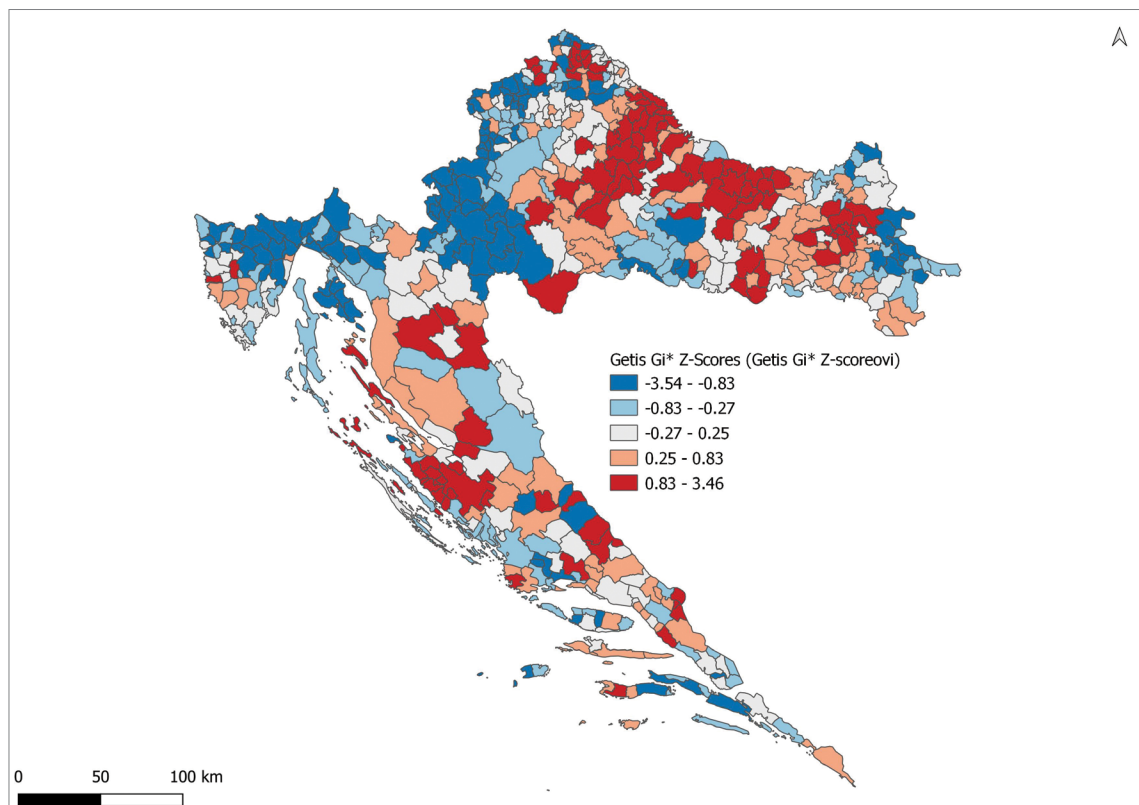 Getis Gi* Z-Scores (Getis Gi* Z-scoreovi)
-3.54 - -0.83
-0.83 - -0.27
-0.27 - 0.25
0.25 - 0.83
0.83 - 3.46
0 50 100 km